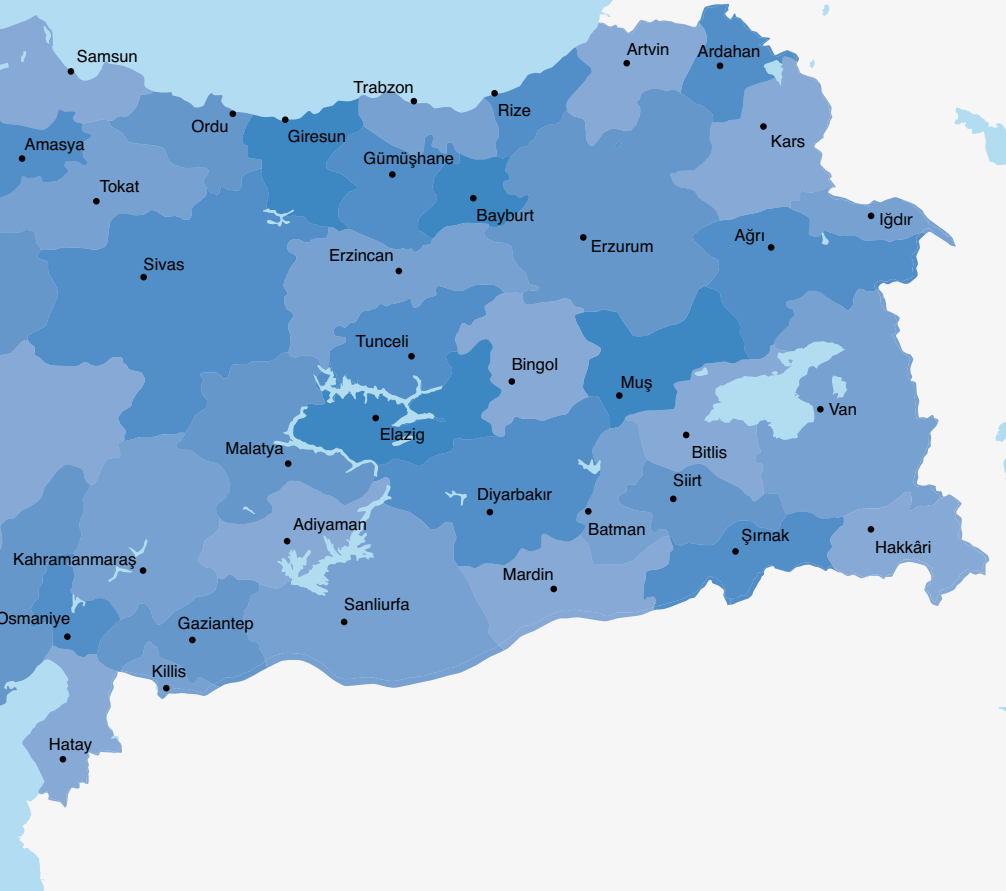 Samsun
Artvin
Ardahan
Trabzon
Rize
Ordu
Giresun
Kars
Amasya
Gümüşhane
Tokat
Bayburt
Iğdır
Ağrı
Erzurum
Erzincan
Sivas
Tunceli
Bingol
Muş
Van
Elazig
Malatya
Bitlis
Siirt
Diyarbakır
Adiyaman
Batman
Şırnak
Hakkâri
Kahramanmaraş
Mardin
Sanliurfa
Osmaniye
Gaziantep
Killis
Hatay